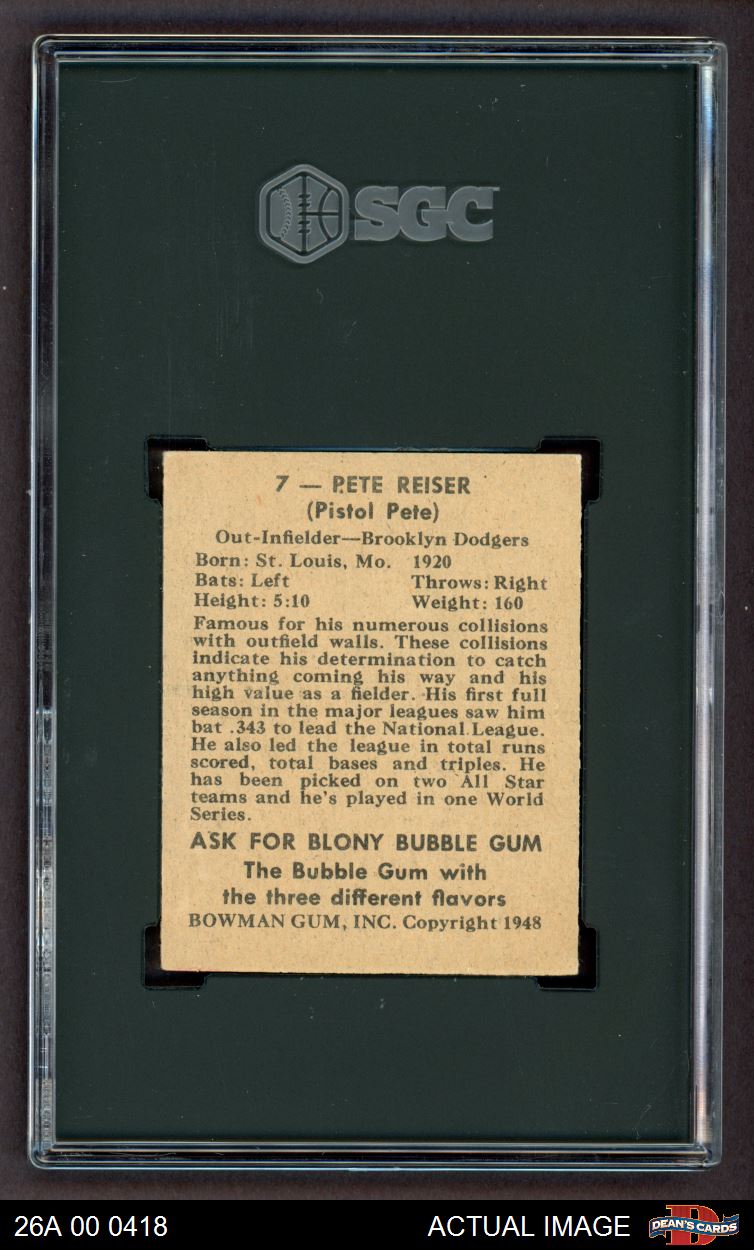 SGC
7 — PETE REISER
(Pistol Pete)
Out-Infielder—Brooklyn Dodgers
Born: St. Louis, Mo. 1920
Bats: Left Throws: Right
Height: 5:10 Weight: 160
Famous for his numerous collisions
with outfield walls. These collisions
indicate his determination to catch
anything coming his way and his
high value as a fielder. His first full
season in the major leagues saw him
bat .343 to lead the National League.
He also led the league in total runs
scored, total bases and triples. He
has been picked on two All Star
teams and he's played in one World
Series.
ASK FOR BLONY BUBBLE GUM
The Bubble Gum with
the three different flavors
BOWMAN GUM, INC. Copyright 1948
26A 00 0418 ACTUAL IMAGE D DEAN'S CARDS